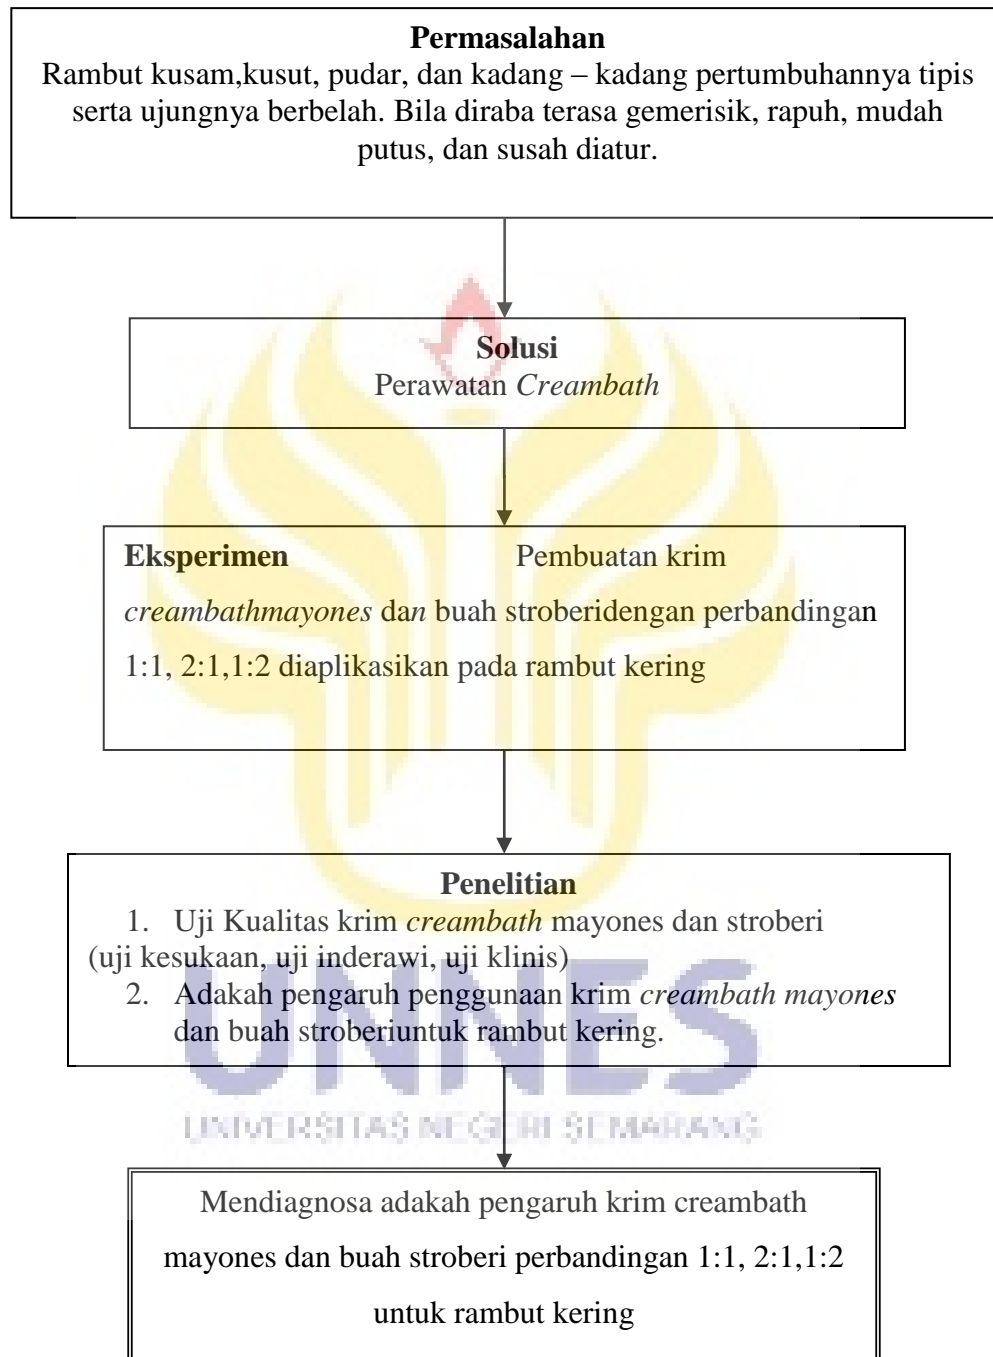 Permasalahan
Rambut kusam,kusut, pudar, dan kadang – kadang pertumbuhannya tipis
serta ujungnya berbelah. Bila diraba terasa gemerisik, rapuh, mudah
putus, dan susah diatur.
Solusi
Perawatan Creambath
Eksperimen Pembuatan krim
creambathmayones dan buah stroberidengan perbandingan
1:1, 2:1,1:2 diaplikasikan pada rambut kering
Penelitian
1. Uji Kualitas krim creambath mayones dan stroberi
(uji kesukaan, uji inderawi, uji klinis)
2. Adakah pengaruh penggunaan krim creambath mayones
dan buah stroberiuntuk rambut kering.
UNNES
UNIVERSITAS NEGERI SEMARANG
Mendiagnosa adakah pengaruh krim creambath
mayones dan buah stroberi perbandingan 1:1, 2:1,1:2
untuk rambut kering